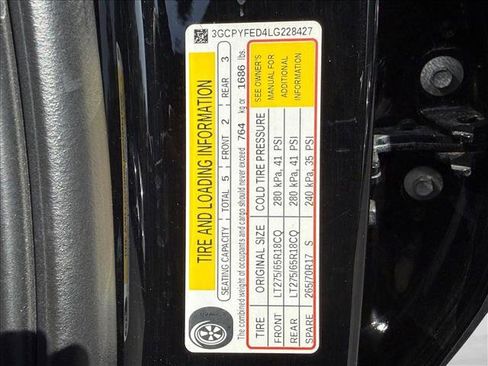 3GCPYFED4LG228427
TIRE AND LOADING INFORMATION
SEATING CAPACITY TOTAL 5 FRONT 2 REAR 3
The combined weight of occupants and cargo should never exceed 764 kg or 1686 lbs.
TIRE ORIGINAL SIZE COLD TIRE PRESSURE SEE OWNER'S
FRONT LT275/65R18CQ 280 kPa, 41 PSI MANUAL FOR
REAR LT275/65R18CQ 280 kPa, 41 PSI ADDITIONAL
SPARE 265/70R17 S 240 kPa, 35 PSI INFORMATION